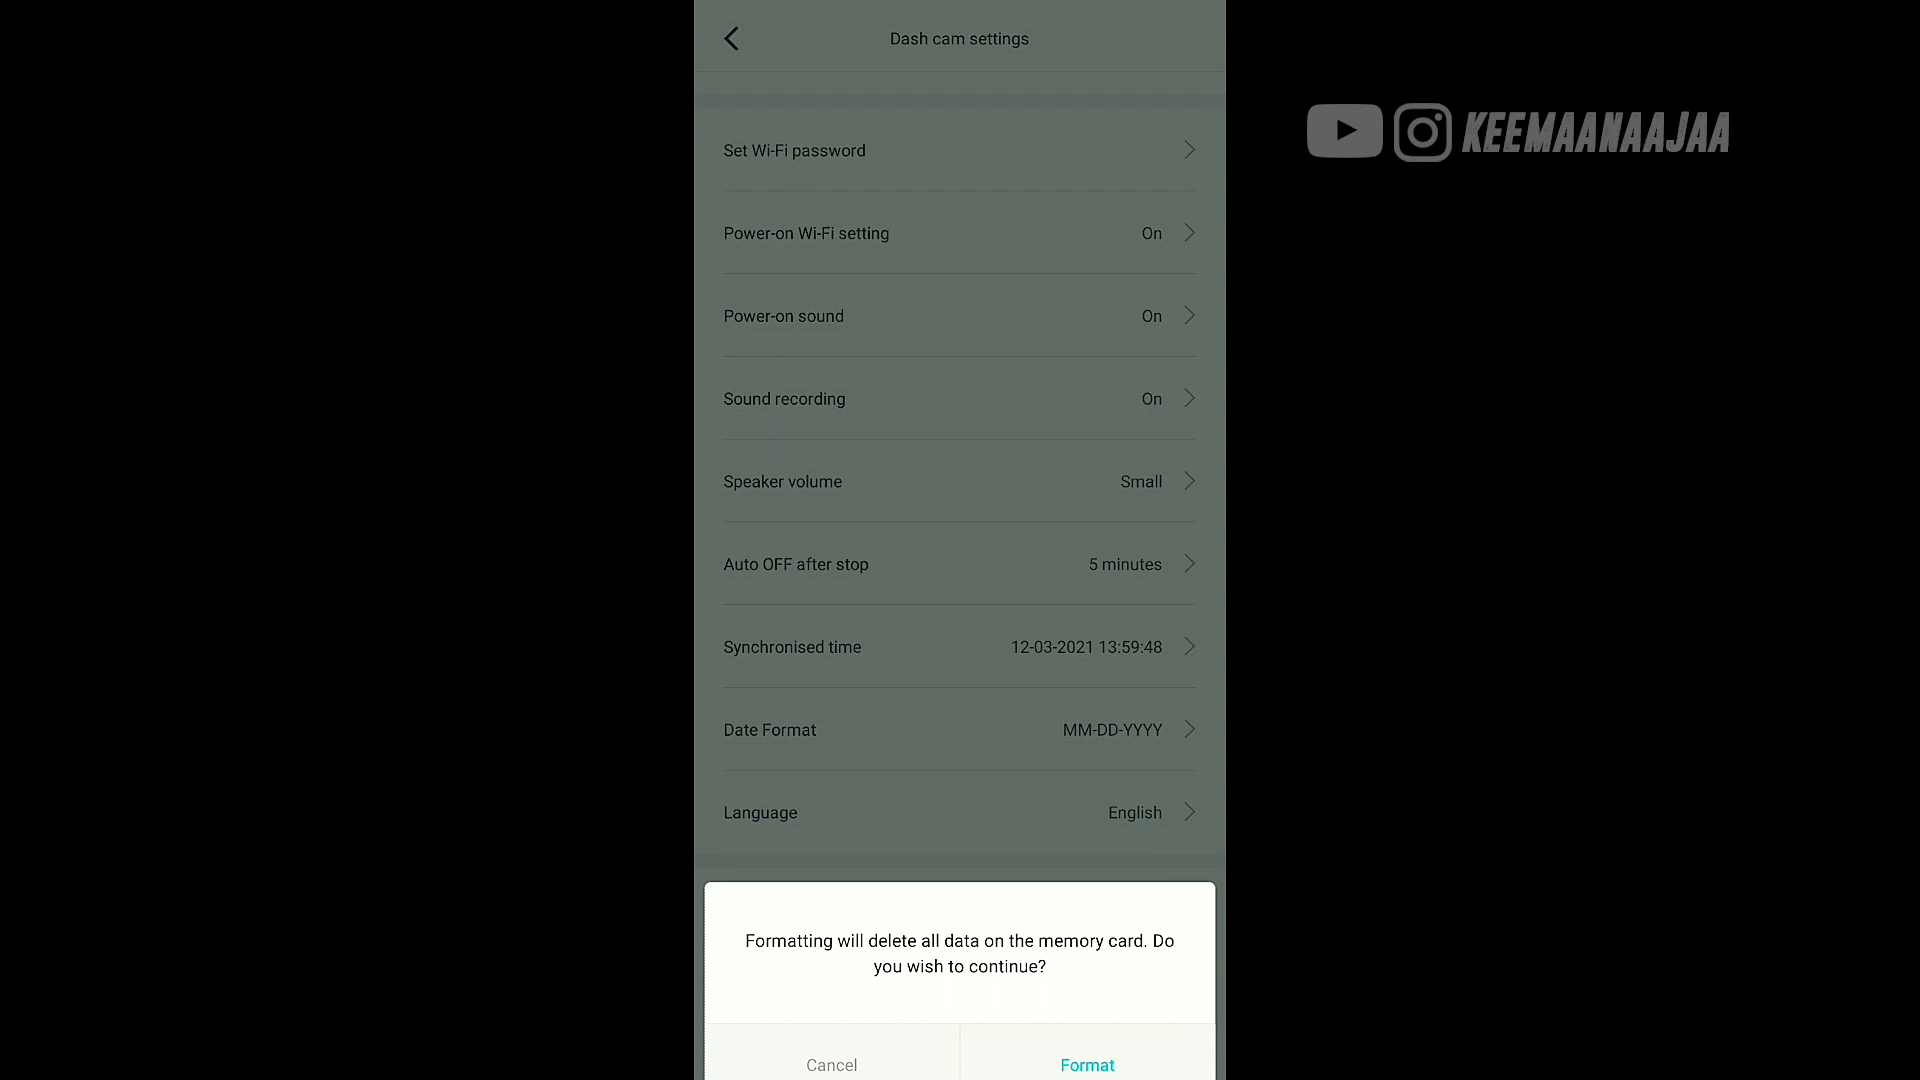 Dash cam settings
KEEMAANAAJAA
Set Wi-Fi password
Power-on Wi-Fi setting On
Power-on sound On
Sound recording On
Speaker volume Small
Auto OFF after stop 5 minutes
Synchronised time 12-03-2021 13:59:48
Date Format MM-DD-YYYY
Language English
Formatting will delete all data on the memory card. Do
you wish to continue?
Cancel Format